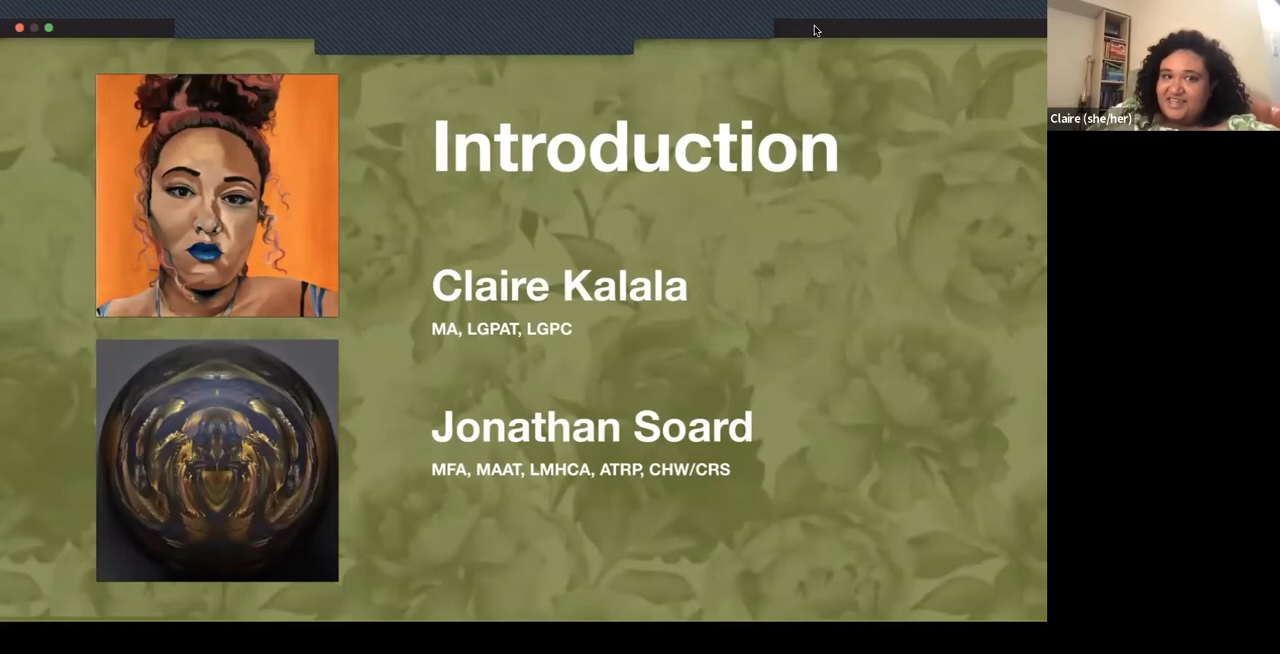 Introduction
Claire Kalala
MA, LGPAT, LGPC
Jonathan Soard
MFA, MAAT, LMHCA, ATRP, CHW/CRS
Claire (she/her)